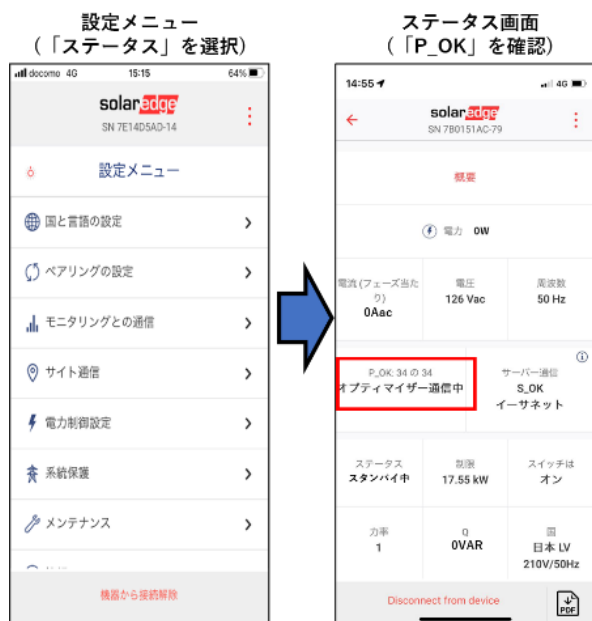 設定メニュー
(「ステータス」を選択)
docomo 4G 15:15 64%
solaredge
SN 7E14D5AD-14
設定メニュー
国と言語の設定
ペアリングの設定
モニタリングとの通信
サイト通信
電力制御設定
系統保護
メンテナンス
機器から接続解除
ステータス画面
(「P_OK」を確認)
14:55 4G
solaredge
SN 7B0151AC-79
概要
電力 0W
電流 (フェーズ当たり)
0Aac
電圧
126 Vac
周波数
50 Hz
P_OK: 34 の 34
オプティマイザー通信中
サーバー通信
S_OK
イーサネット
ステータス
スタンバイ中
制限
17.55 kW
スイッチは
オン
力率
1
Q
0VAR
国
日本 LV
210V/50Hz
Disconnect from device
PDF